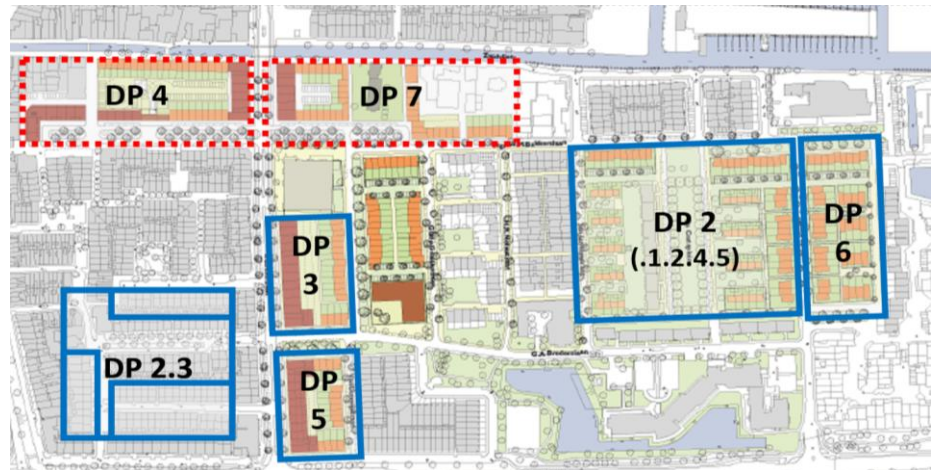 DP 4
DP 7
DP 2
(.1.2.4.5)
DP
6
DP
3
DP 2.3
G.A. Brederolaan
DP
5